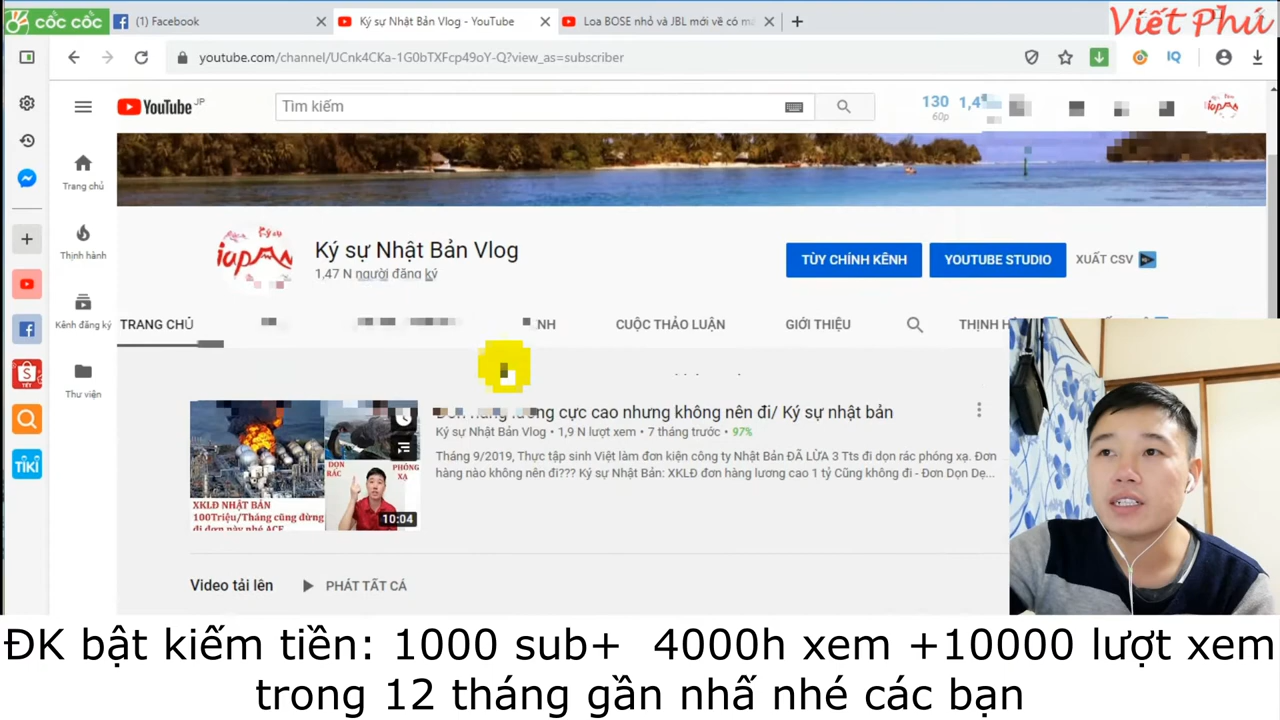 CỐC CỐC
(1) Facebook
Ký sự Nhật Bản Vlog - YouTube
Loa BOSE nhỏ và JBL mới về có mà
Viết Phú
youtube.com/channel/UCnk4CKa-1G0bTXFcp49oY-Q?view_as=subscriber
IQ
YouTube JP
Tìm kiếm
130
60p
Trang chủ
Thịnh hành
Kênh đăng ký
Thư viện
Ký sự Nhật Bản Vlog
1,47 N người đăng ký
TÙY CHỈNH KÊNH
YOUTUBE STUDIO
XUẤT CSV
TRANG CHỦ
CUỘC THẢO LUẬN
GIỚI THIỆU
lương cực cao nhưng không nên đi/ Ký sự nhật bản
Ký sự Nhật Bản Vlog • 1,9 N lượt xem • 7 tháng trước • 97%
Tháng 9/2019, Thực tập sinh Việt làm đơn kiện công ty Nhật Bản ĐÃ LỪA 3 Tts đi dọn rác phóng xạ. Đơn
hàng nào không nên đi??? Ký sự Nhật Bản: XKLĐ đơn hàng lương cao 1 tỷ Cũng không đi - Đơn Dọn Dẹ...
DỌN RÁC
PHÓNG XẠ
XKLĐ NHẬT BẢN
100Triệu/Tháng cũng đừng
đi đơn này nhé ACE
10:04
Video tải lên
PHÁT TẤT CẢ
TIKI
ĐK bật kiếm tiền: 1000 sub+ 4000h xem +10000 lượt xem
trong 12 tháng gần nhấ nhé các bạn